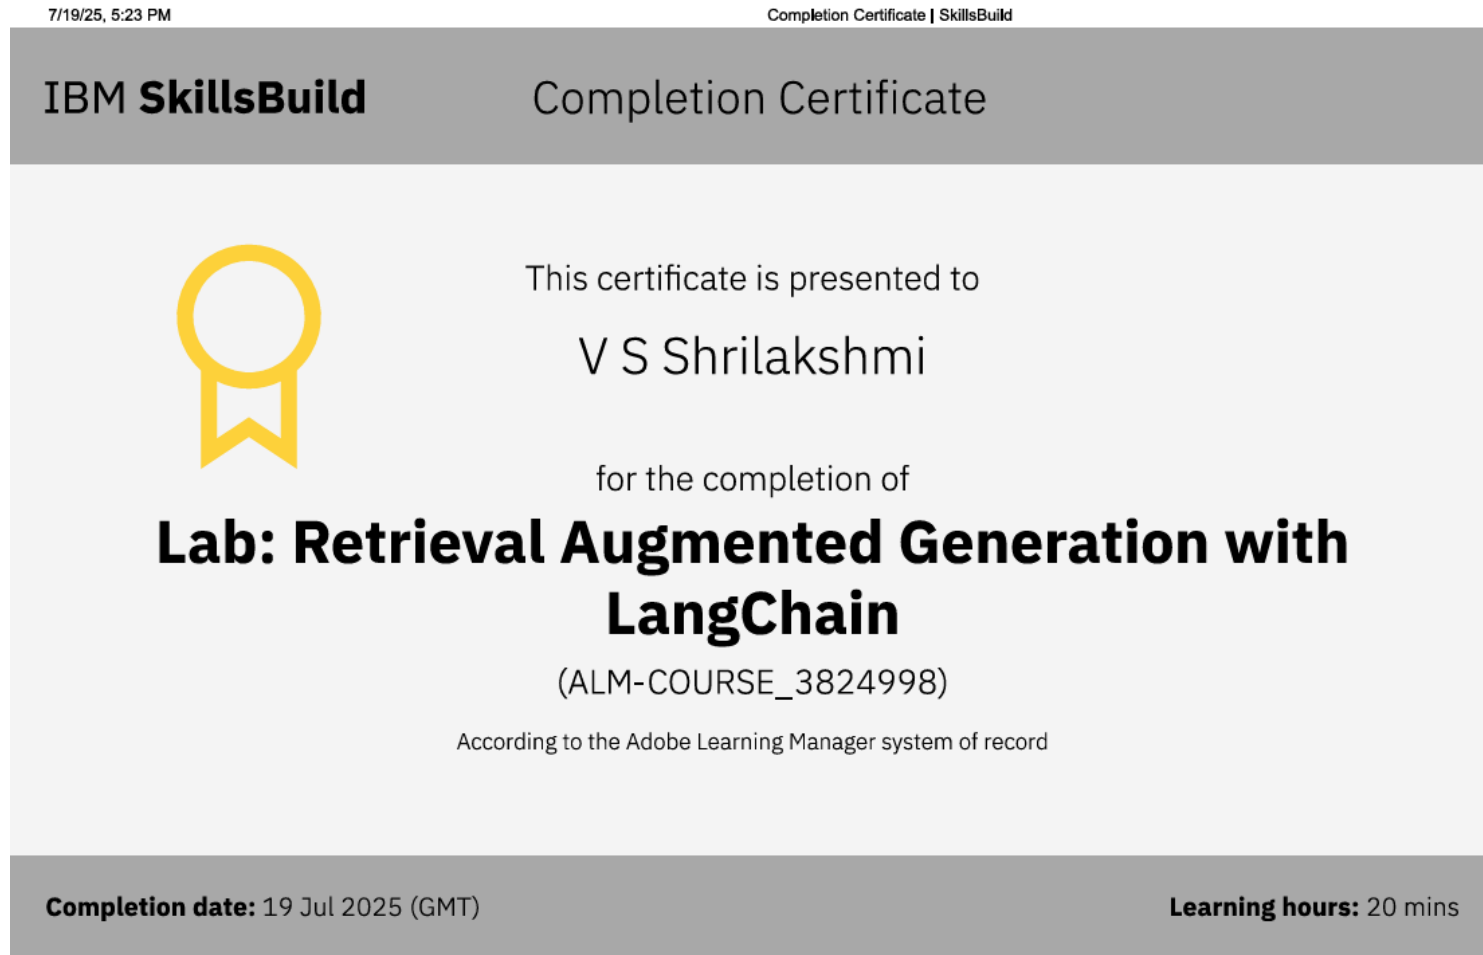 7/19/25, 5:23 PM
Completion Certificate | SkillsBuild
IBM SkillsBuild
Completion Certificate
This certificate is presented to
V S Shrilakshmi
for the completion of
Lab: Retrieval Augmented Generation with
LangChain
(ALM-COURSE_3824998)
According to the Adobe Learning Manager system of record
Completion date: 19 Jul 2025 (GMT)
Learning hours: 20 mins